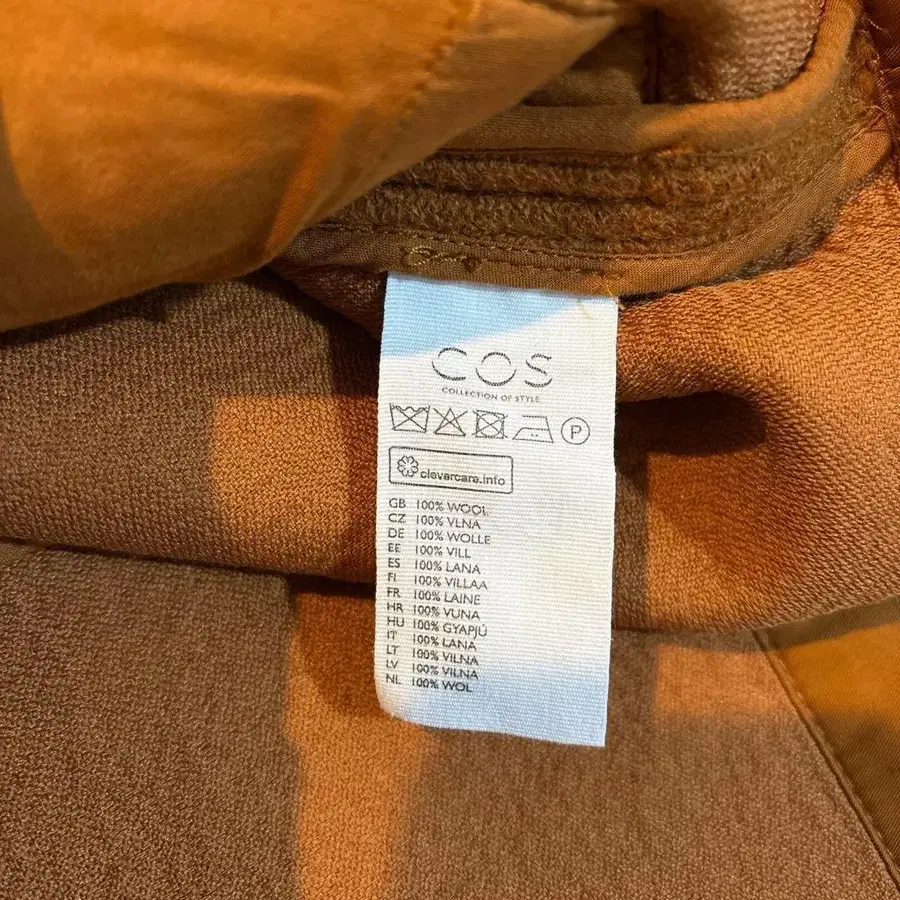 COS
COLLECTION OF STYLE
P
clevercare.info
GB 100% WOOL
CZ 100% VLNA
DE 100% WOLLE
EE 100% VILL
ES 100% LANA
FI 100% VILLAA
FR 100% LAINE
HR 100% VUNA
HU 100% GYAPJÚ
IT 100% LANA
LT 100% VILNA
LV 100% VILNA
NL 100% WOL